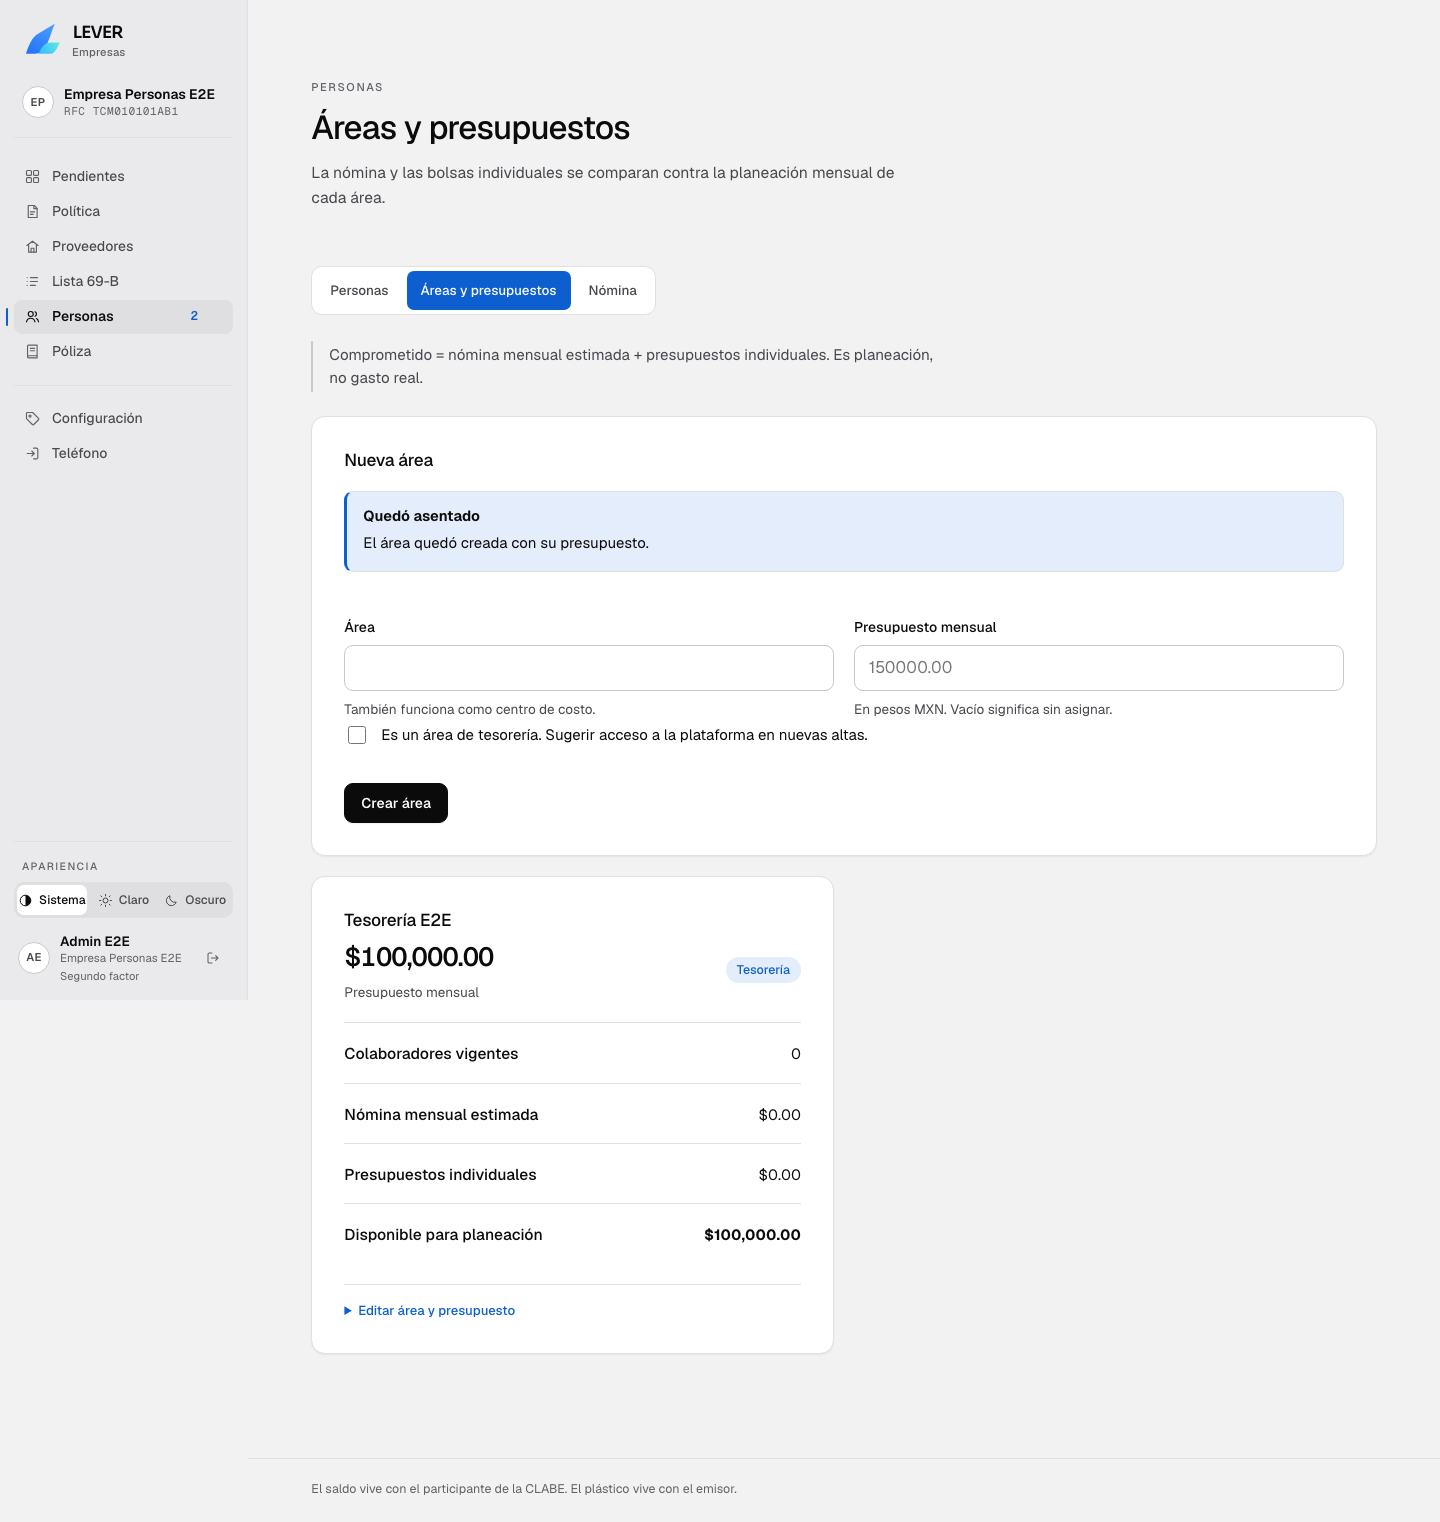 LEVER
Empresas
EP
Empresa Personas E2E
RFC TCM010101AB1
Pendientes
Política
Proveedores
Lista 69-B
Personas 2
Póliza
Configuración
Teléfono
APARIENCIA
Sistema Claro Oscuro
AE
Admin E2E
Empresa Personas E2E
Segundo factor
PERSONAS
Áreas y presupuestos
La nómina y las bolsas individuales se comparan contra la planeación mensual de
cada área.
Personas Áreas y presupuestos Nómina
Comprometido = nómina mensual estimada + presupuestos individuales. Es planeación,
no gasto real.
Nueva área
Quedó asentado
El área quedó creada con su presupuesto.
Área Presupuesto mensual
150000.00
También funciona como centro de costo. En pesos MXN. Vacío significa sin asignar.
Es un área de tesorería. Sugerir acceso a la plataforma en nuevas altas.
Crear área
Tesorería E2E
$100,000.00
Tesorería
Presupuesto mensual
Colaboradores vigentes 0
Nómina mensual estimada $0.00
Presupuestos individuales $0.00
Disponible para planeación $100,000.00
Editar área y presupuesto
El saldo vive con el participante de la CLABE. El plástico vive con el emisor.